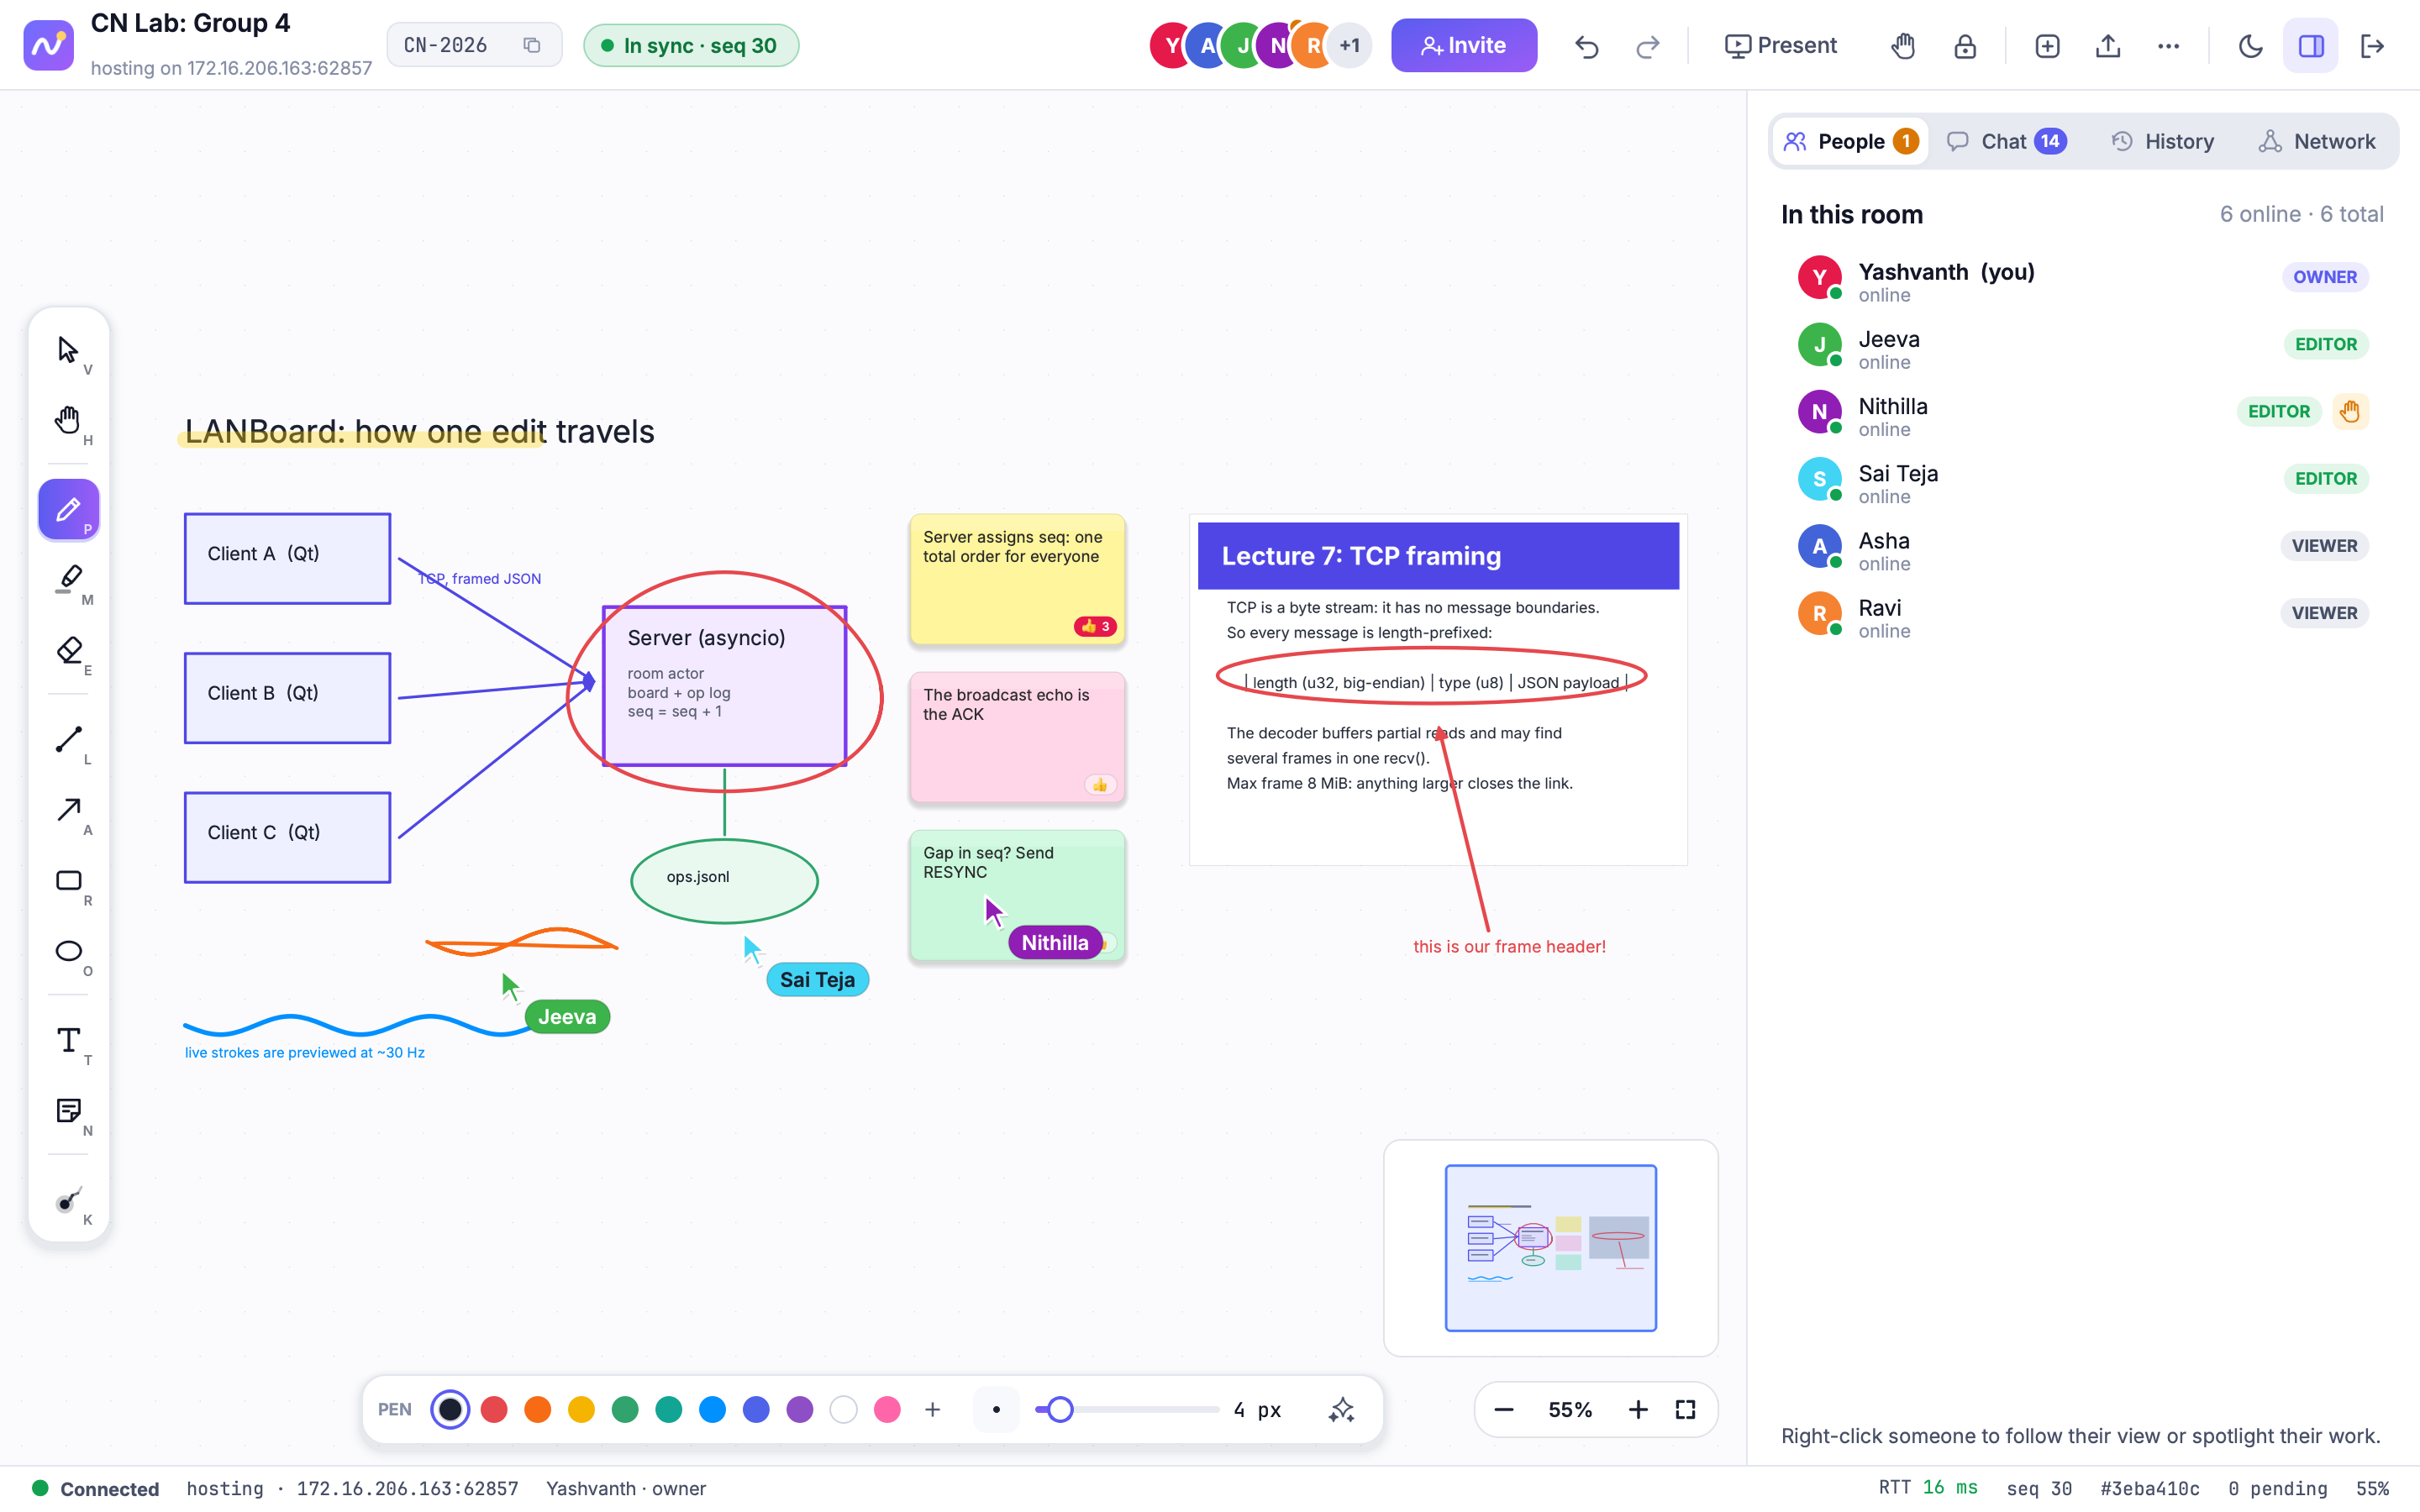 CN Lab: Group 4
hosting on 172.16.206.163:62857
CN-2026
In sync · seq 30
Y A J N R +1
Invite
Present
People 1
Chat 14
History
Network
In this room
6 online · 6 total
Y
Yashvanth (you)
online
OWNER
J
Jeeva
online
EDITOR
N
Nithilla
online
EDITOR
S
Sai Teja
online
EDITOR
A
Asha
online
VIEWER
R
Ravi
online
VIEWER
Right-click someone to follow their view or spotlight their work.
V
H
P
M
E
L
A
R
O
T
N
K
LANBoard: how one edit travels
Client A (Qt)
Client B (Qt)
Client C (Qt)
TCP, framed JSON
Server (asyncio)
room actor
board + op log
seq = seq + 1
ops.jsonl
Server assigns seq: one
total order for everyone
👍 3
The broadcast echo is
the ACK
👍
Gap in seq? Send
RESYNC
Nithilla
Sai Teja
Jeeva
live strokes are previewed at ~30 Hz
Lecture 7: TCP framing
TCP is a byte stream: it has no message boundaries.
So every message is length-prefixed:
| length (u32, big-endian) | type (u8) | JSON payload |
The decoder buffers partial reads and may find
several frames in one recv().
Max frame 8 MiB: anything larger closes the link.
this is our frame header!
PEN
4 px
55%
Connected
hosting · 172.16.206.163:62857
Yashvanth · owner
RTT 16 ms
seq 30
#3eba410c
0 pending
55%